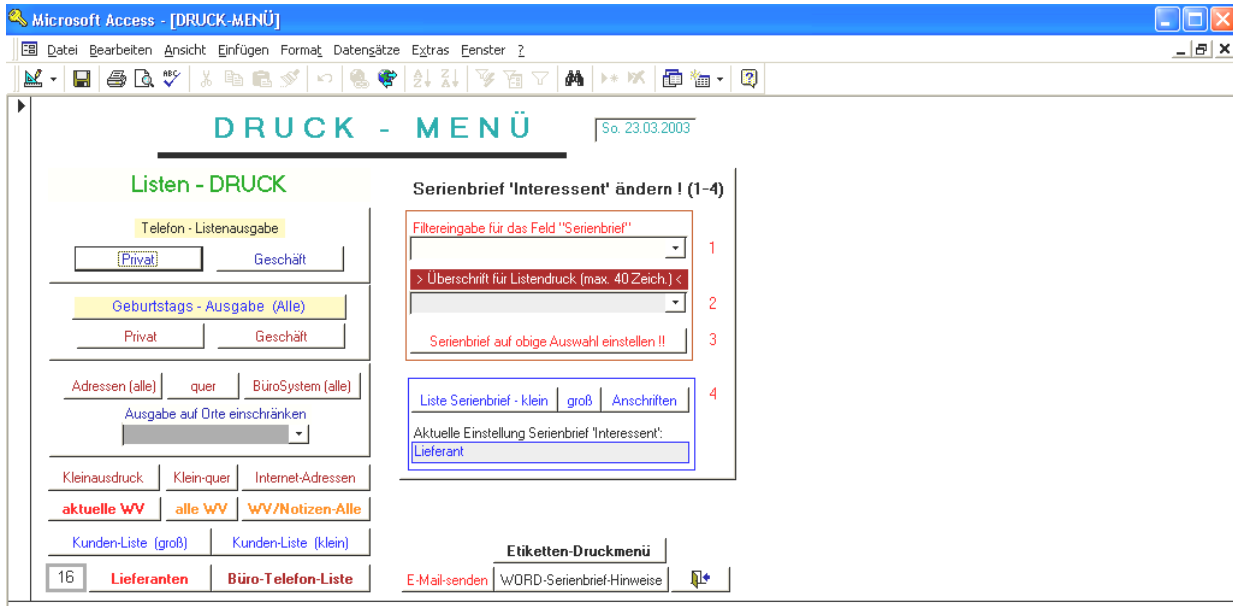 Microsoft Access - [DRUCK-MENÜ]
Datei Bearbeiten Ansicht Einfügen Format Datensätze Extras Fenster ?
DRUCK - MENÜ
So. 23.03.2003
Listen - DRUCK
Telefon - Listenausgabe
Privat Geschäft
Geburtstags - Ausgabe (Alle)
Privat Geschäft
Adressen (alle) quer BüroSystem (alle)
Ausgabe auf Orte einschränken
Kleinausdruck Klein-quer Internet-Adressen
aktuelle WV alle WV WV/Notizen-Alle
Kunden-Liste (groß) Kunden-Liste (klein)
16 Lieferanten Büro-Telefon-Liste
Serienbrief 'Interessent' ändern ! (1-4)
Filtereingabe für das Feld "Serienbrief"
1
> Überschrift für Listendruck (max. 40 Zeich.) <
2
Serienbrief auf obige Auswahl einstellen !! 3
Liste Serienbrief - klein groß Anschriften 4
Aktuelle Einstellung Serienbrief 'Interessent':
Lieferant
Etiketten-Druckmenü
E-Mail-senden WORD-Serienbrief-Hinweise